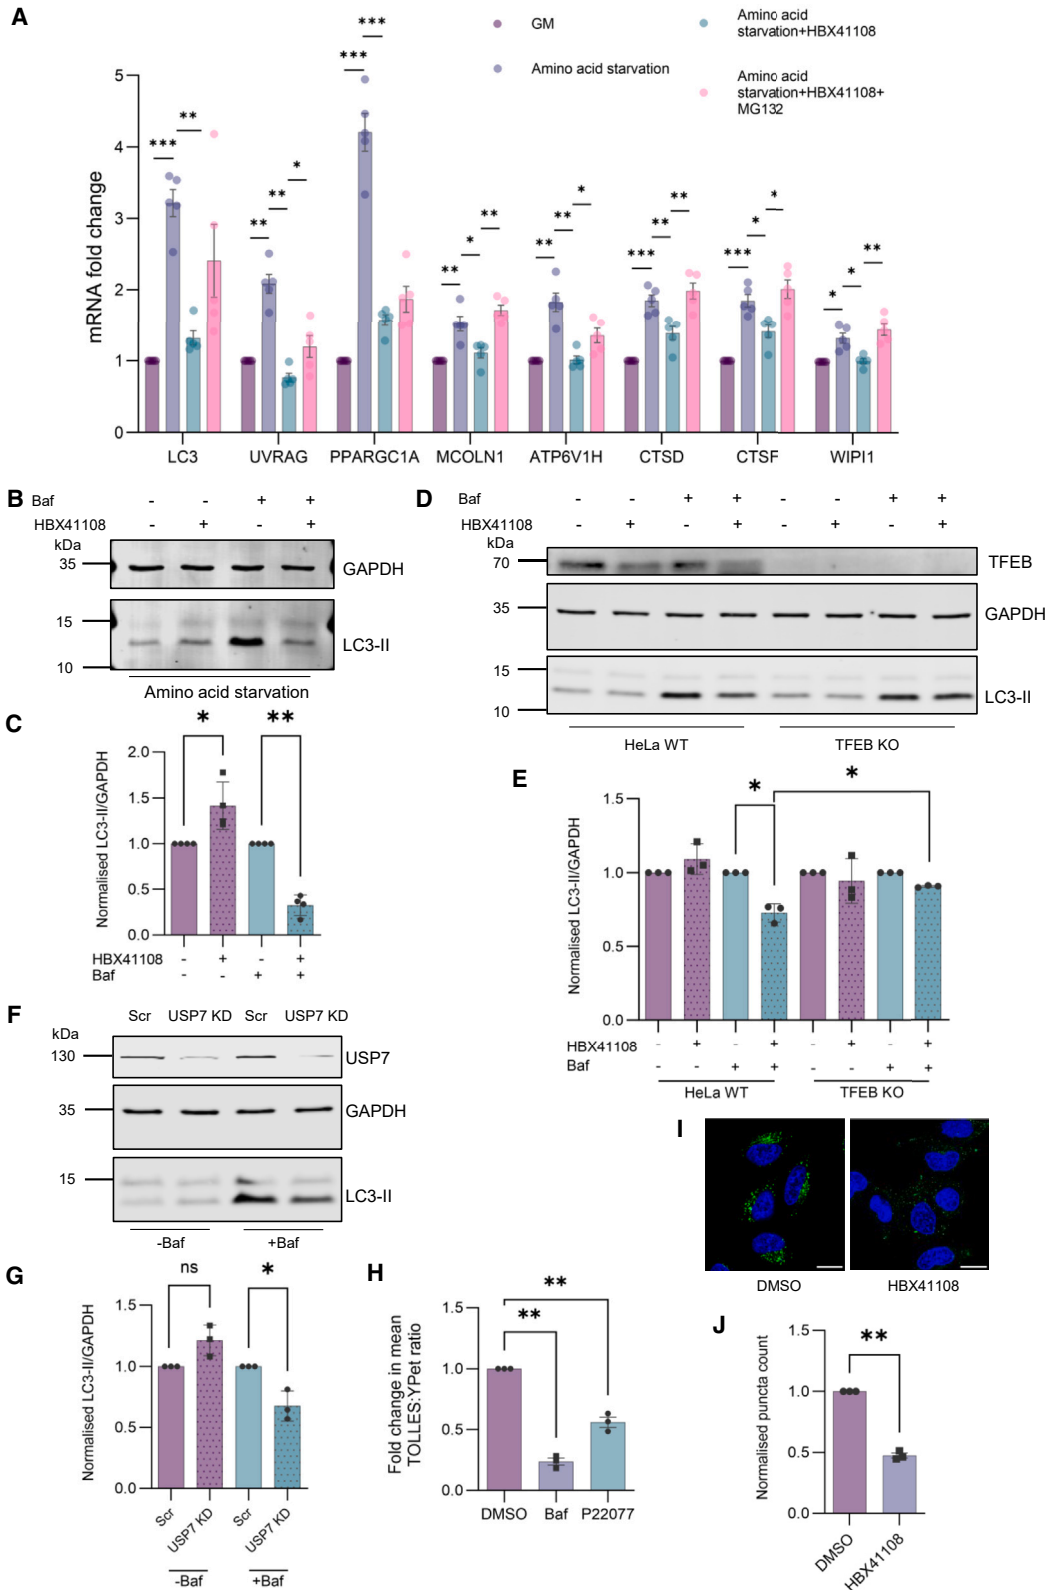 A
GM
Amino acid starvation
Amino acid
starvation+HBX41108
Amino acid
starvation+HBX41108+
MG132
mRNA fold change
5
4
3
2
1
0
*** **
** ** *
*** ***
** * **
** ** *
*** ** **
*** * *
* * **
LC3 UVRAG PPARGC1A MCOLN1 ATP6V1H CTSD CTSF WIPI1
B
Baf - - + +
HBX41108 - + - +
kDa
35 GAPDH
15
LC3-II
10
Amino acid starvation
D
Baf - - + + - - + +
HBX41108 - + - + - + - +
kDa
70 TFEB
35 GAPDH
15
LC3-II
10
HeLa WT TFEB KO
C
* **
Normalised LC3-II/GAPDH
2.0
1.5
1.0
0.5
0.0
HBX41108 - + - +
Baf - - + +
E
* *
Normalised LC3-II/GAPDH
1.5
1.0
0.5
0.0
HBX41108 - + - + - + - +
Baf - - + + - - + +
HeLa WT TFEB KO
F
Scr USP7 KD Scr USP7 KD
kDa
130 USP7
35 GAPDH
15
LC3-II
-Baf +Baf
G
ns *
Normalised LC3-II/GAPDH
1.5
1.0
0.5
0.0
Scr USP7 KD Scr USP7 KD
-Baf +Baf
H
** **
Fold change in mean
TOLLES:YPet ratio
1.5
1.0
0.5
0.0
DMSO Baf P22077
I
DMSO HBX41108
J
**
Normalised puncta count
1.5
1.0
0.5
0.0
DMSO HBX41108